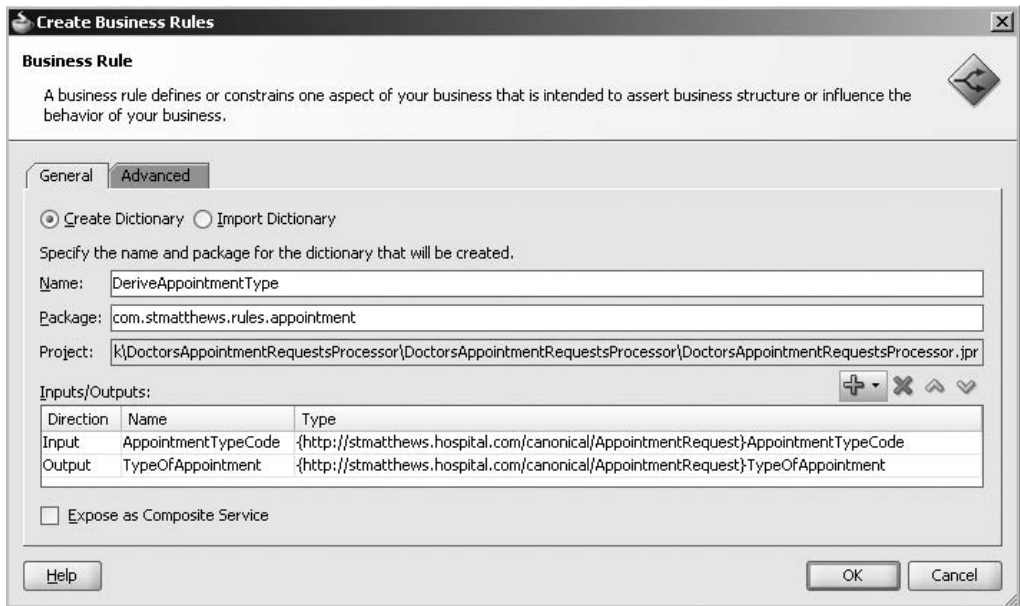 Create Business Rules
Business Rule
A business rule defines or constrains one aspect of your business that is intended to assert business structure or influence the
behavior of your business.
General Advanced
Create Dictionary Import Dictionary
Specify the name and package for the dictionary that will be created.
Name: DeriveAppointmentType
Package: com.stmatthews.rules.appointment
Project: k\DoctorsAppointmentRequestsProcessor\DoctorsAppointmentRequestsProcessor\DoctorsAppointmentRequestsProcessor.jpr
Inputs/Outputs:
Direction Name Type
Input AppointmentTypeCode {http://stmatthews.hospital.com/canonical/AppointmentRequest}AppointmentTypeCode
Output TypeOfAppointment {http://stmatthews.hospital.com/canonical/AppointmentRequest}TypeOfAppointment
Expose as Composite Service
Help OK Cancel